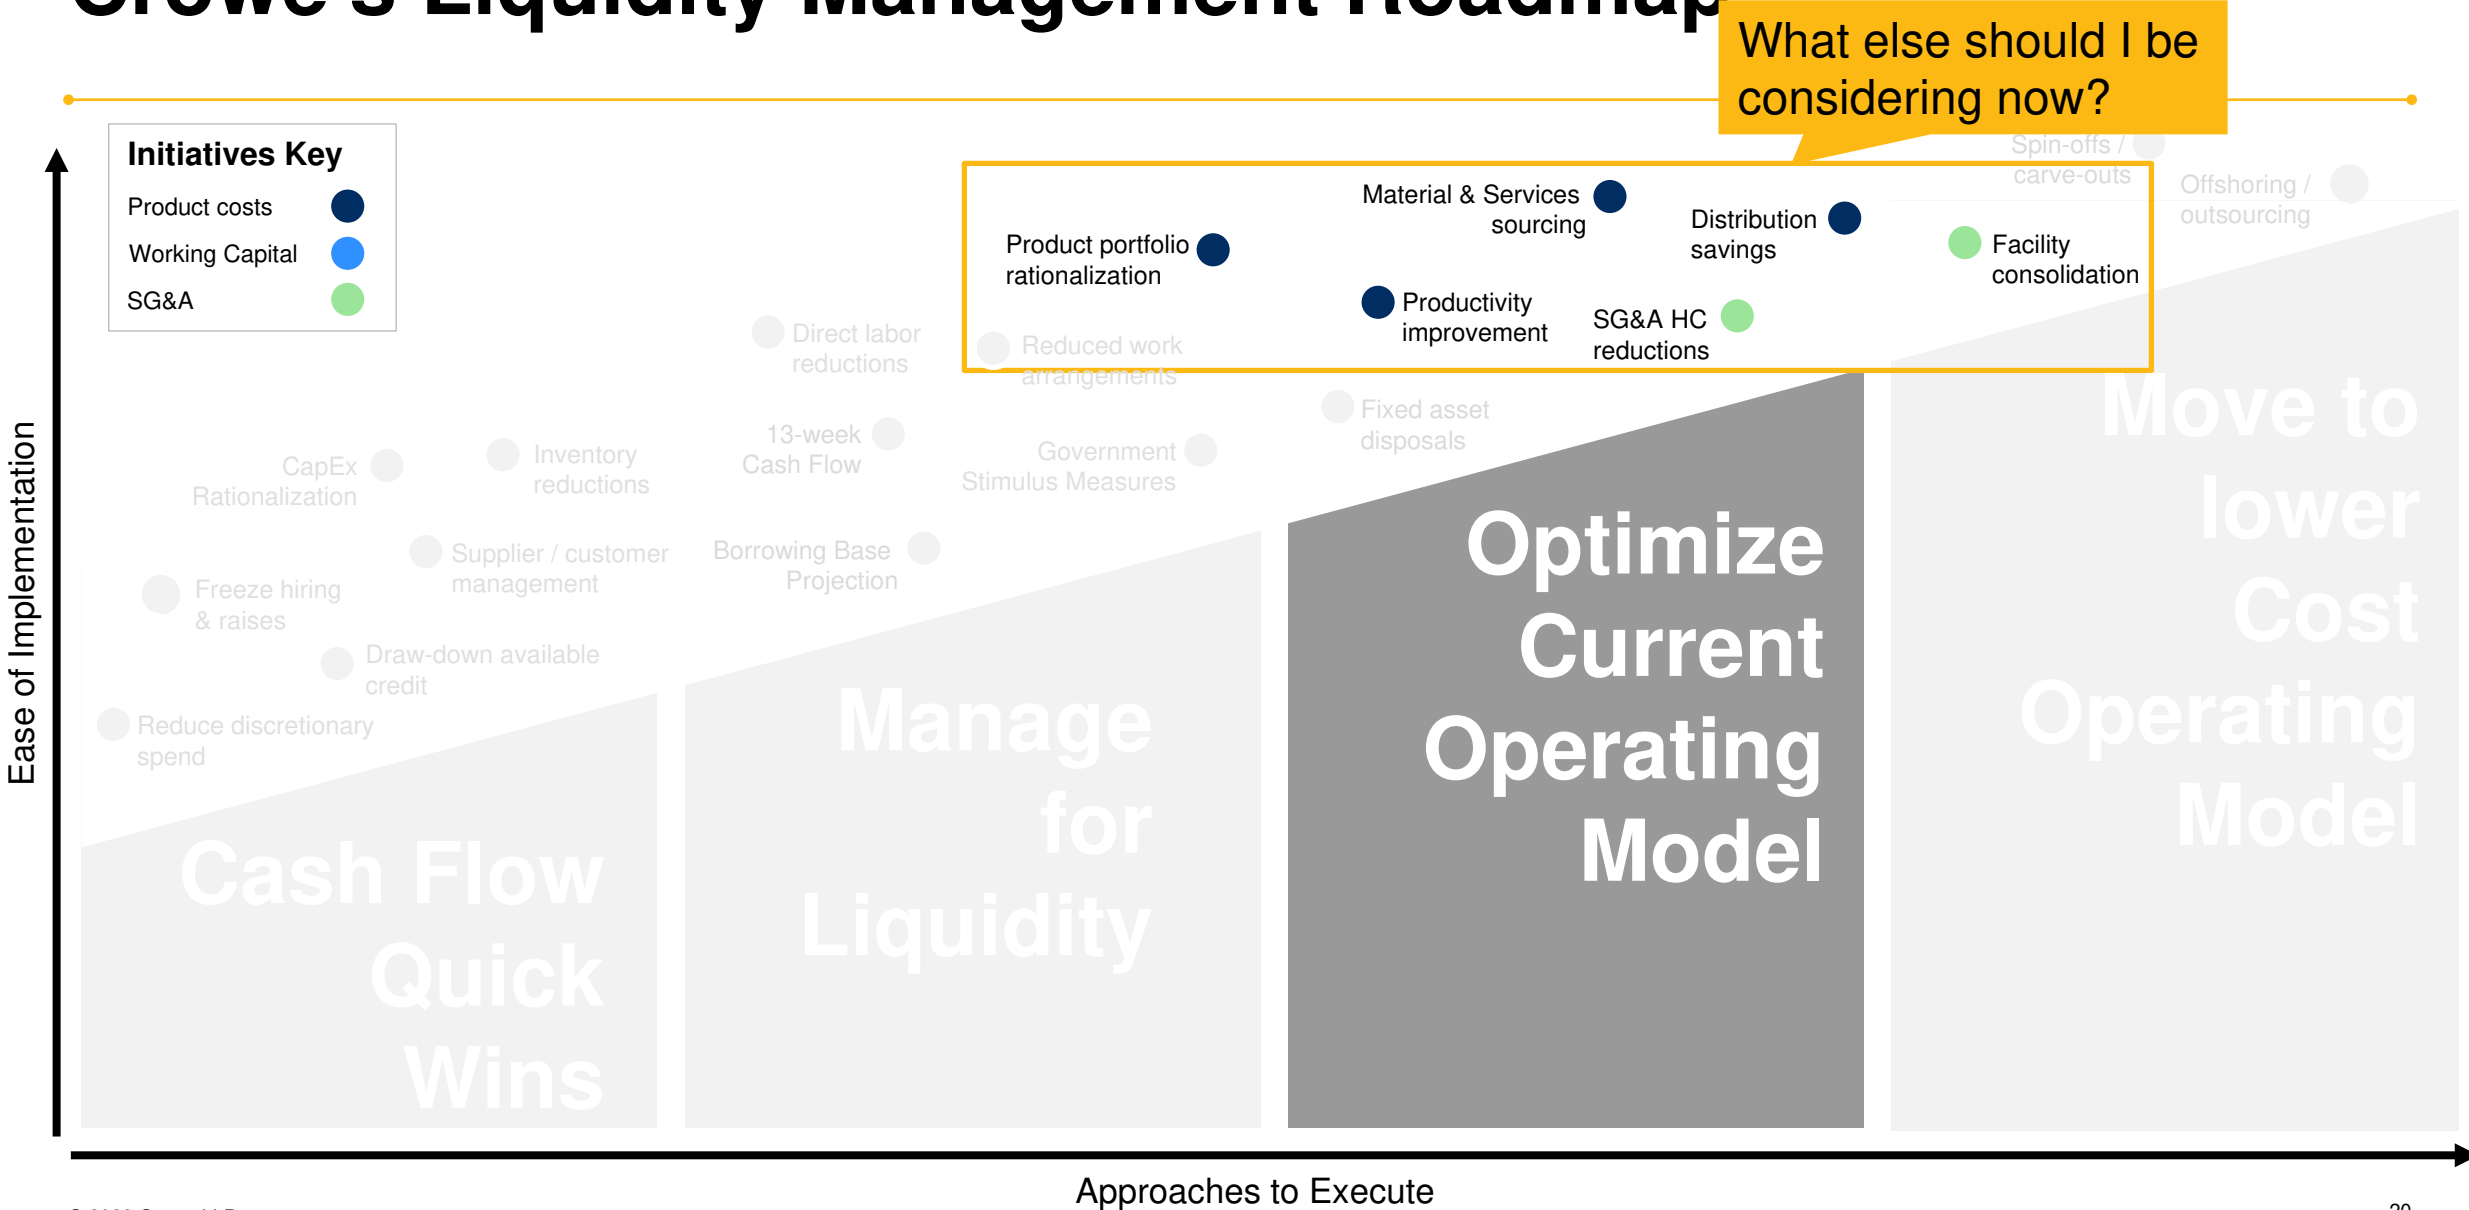 Crowe's Liquidity Management Roadmap
What else should I be
considering now?
Initiatives Key
Product costs
Working Capital
SG&A
Spin-offs /
carve-outs
Offshoring /
outsourcing
Material & Services
sourcing
Distribution
savings
Product portfolio
rationalization
Facility
consolidation
Productivity
improvement
SG&A HC
reductions
Direct labor
reductions
Reduced work
arrangements
Fixed asset
disposals
13-week
Cash Flow
Government
Stimulus Measures
CapEx
Rationalization
Inventory
reductions
Supplier / customer
management
Borrowing Base
Projection
Freeze hiring
& raises
Draw-down available
credit
Reduce discretionary
spend
Ease of Implementation
Cash Flow
Quick
Wins
Manage
for
Liquidity
Optimize
Current
Operating
Model
Move to
lower
Cost
Operating
Model
Approaches to Execute